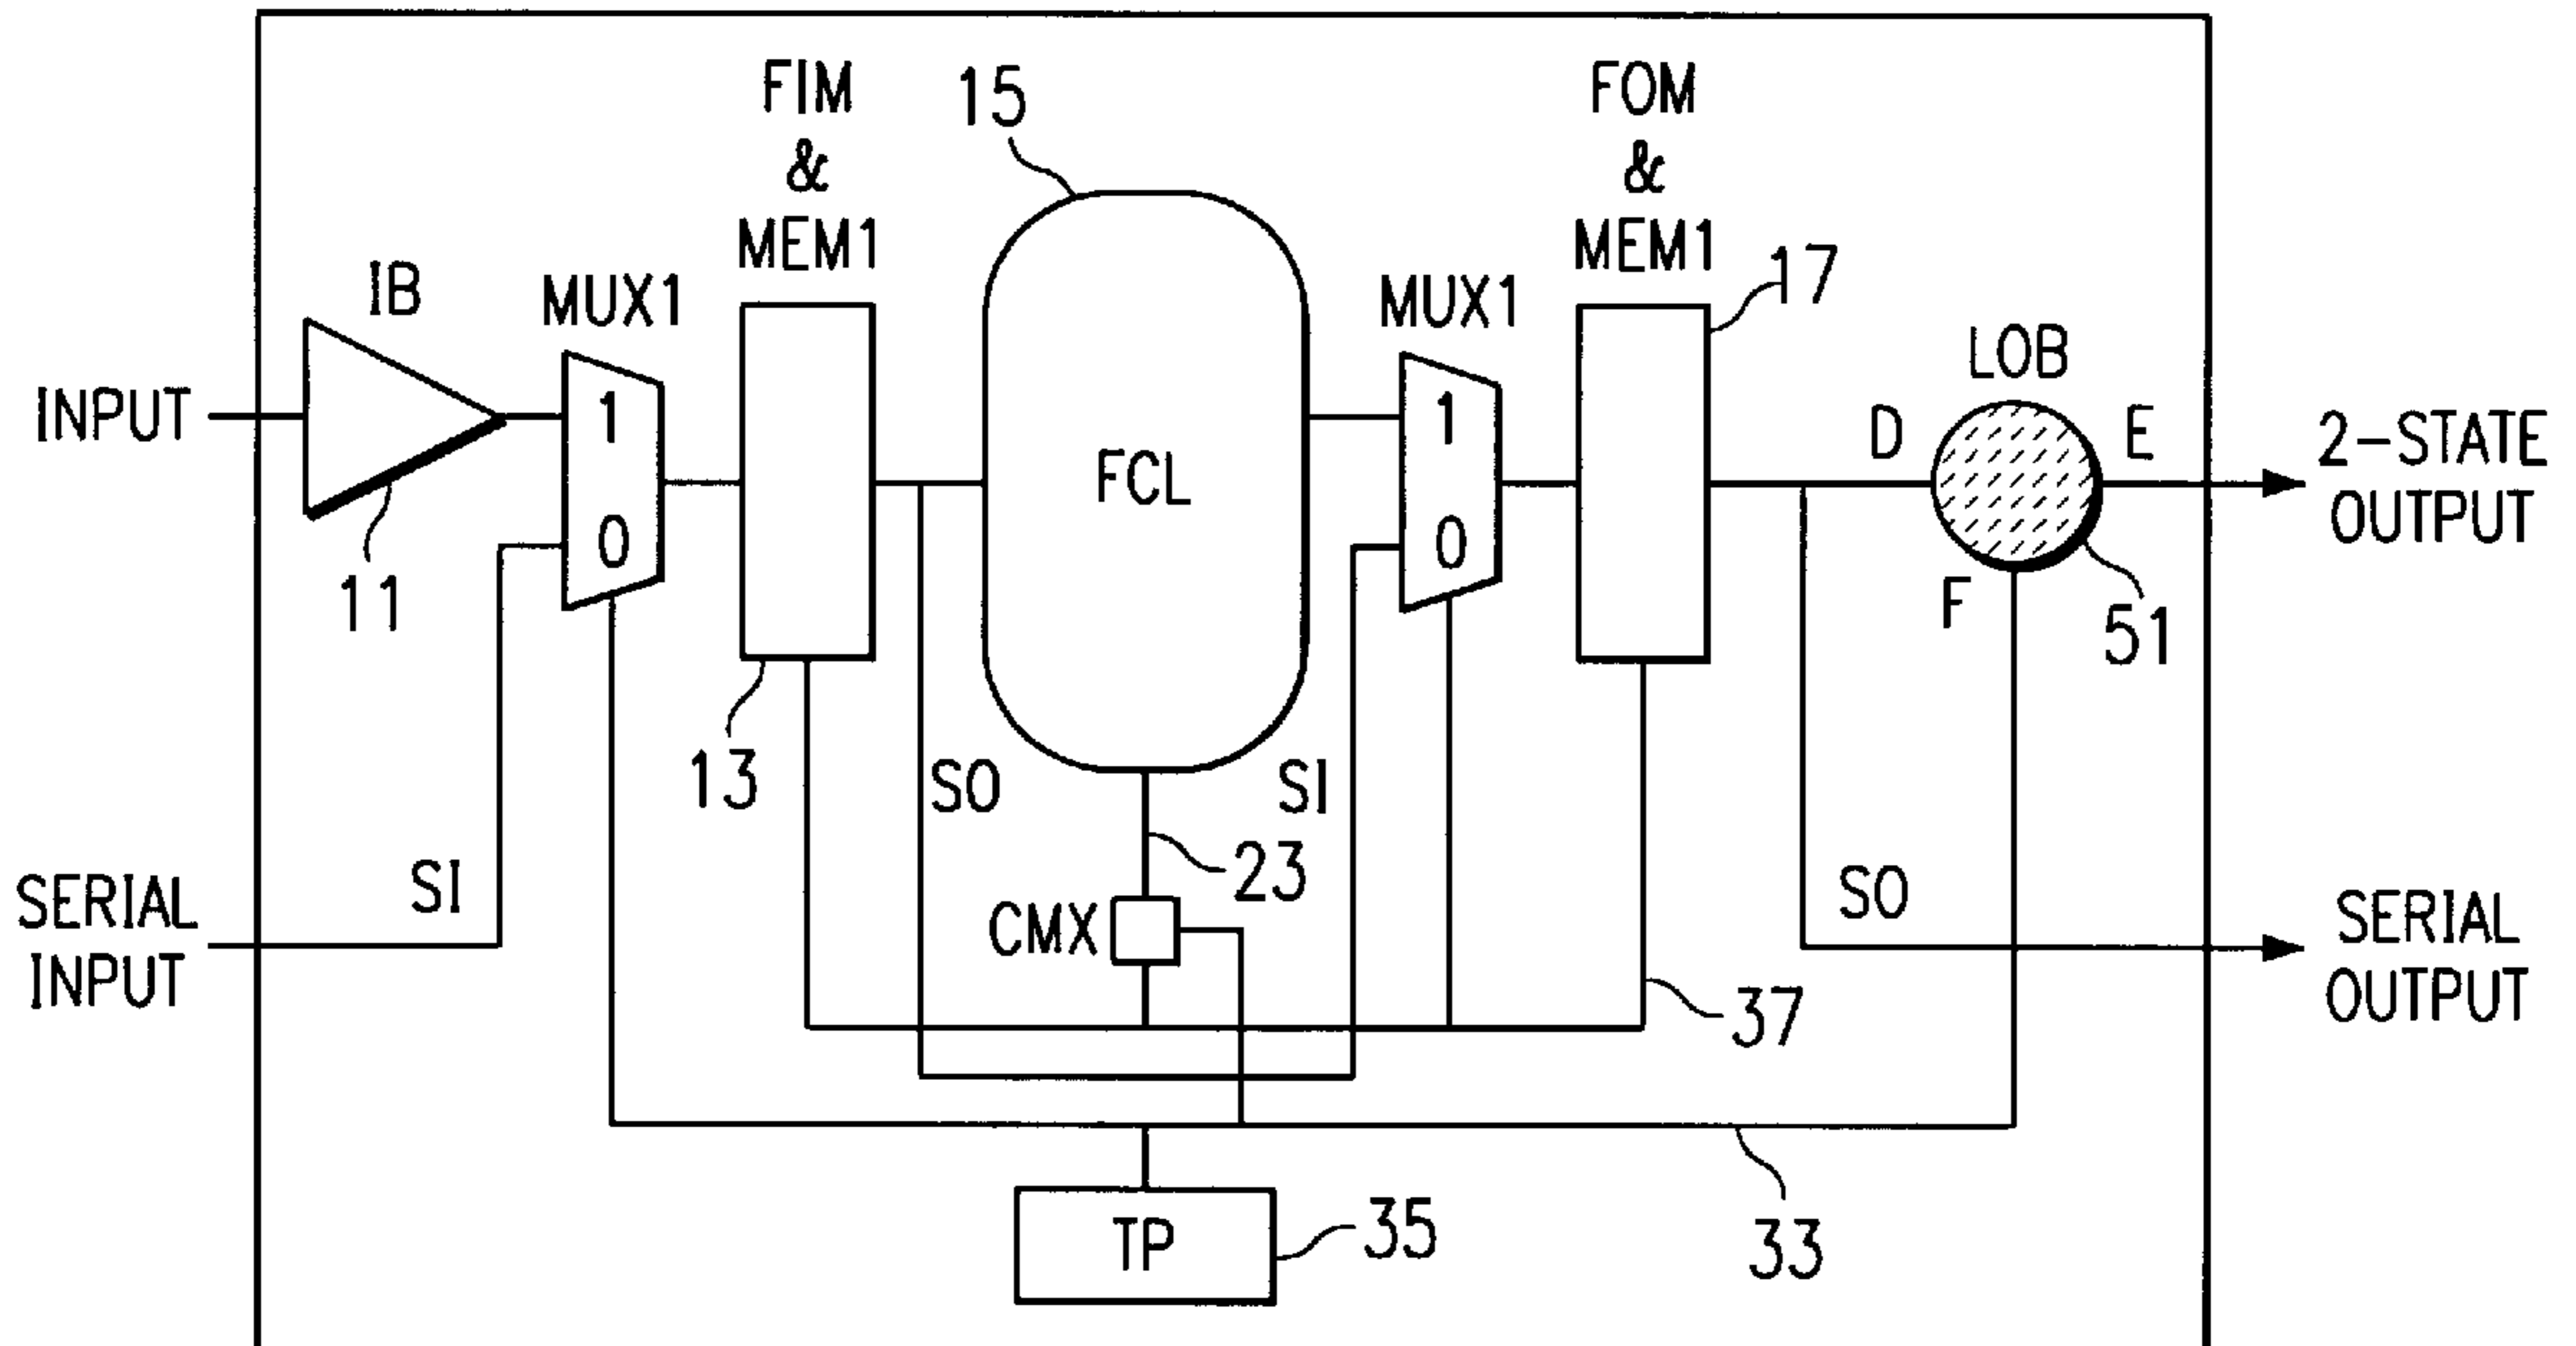 FIM
&
MEM1
15
FOM
&
MEM1
17
IB
MUX1
MUX1
LOB
INPUT
1
0
FCL
1
0
D
E
F
2-STATE
OUTPUT
11
51
13
SO
SI
23
SERIAL
INPUT
SI
CMX
37
SO
SERIAL
OUTPUT
TP
35
33